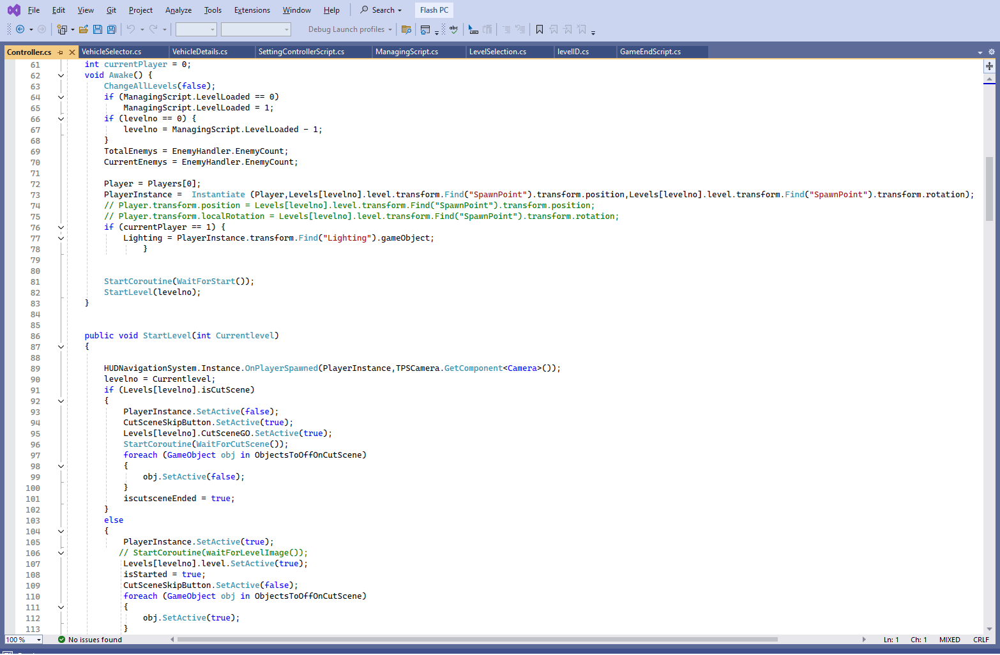 File Edit View Git Project Analyze Tools Extensions Window Help Search Flash PC
Debug Launch profiles
Controller.cs VehicleSelector.cs VehicleDetails.cs SettingControllerScript.cs ManagingScript.cs LevelSelection.cs levelID.cs GameEndScript.cs
61 int currentPlayer = 0;
62 void Awake() {
63 ChangeAllLevels(false);
64 if (ManagingScript.LevelLoaded == 0)
65 ManagingScript.LevelLoaded = 1;
66 if (levelno == 0) {
67 levelno = ManagingScript.LevelLoaded - 1;
68 }
69 TotalEnemys = EnemyHandler.EnemyCount;
70 CurrentEnemys = EnemyHandler.EnemyCount;
71
72 Player = Players[0];
73 PlayerInstance =  Instantiate (Player,Levels[levelno].level.transform.Find("SpawnPoint").transform.position,Levels[levelno].level.transform.Find("SpawnPoint").transform.rotation);
74 // Player.transform.position = Levels[levelno].level.transform.Find("SpawnPoint").transform.position;
75 // Player.transform.localRotation = Levels[levelno].level.transform.Find("SpawnPoint").transform.rotation;
76 if (currentPlayer == 1) {
77 Lighting = PlayerInstance.transform.Find("Lighting").gameObject;
78 }
79
80
81 StartCoroutine(WaitForStart());
82 StartLevel(levelno);
83 }
84
85
86 public void StartLevel(int Currentlevel)
87 {
88
89 HUDNavigationSystem.Instance.OnPlayerSpawned(PlayerInstance,TPSCamera.GetComponent<Camera>());
90 levelno = Currentlevel;
91 if (Levels[levelno].isCutScene)
92 {
93 PlayerInstance.SetActive(false);
94 CutSceneSkipButton.SetActive(true);
95 Levels[levelno].CutSceneGO.SetActive(true);
96 StartCoroutine(WaitForCutScene());
97 foreach (GameObject obj in ObjectsToOffOnCutScene)
98 {
99 obj.SetActive(false);
100 }
101 iscutsceneEnded = true;
102 }
103 else
104 {
105 PlayerInstance.SetActive(true);
106 // StartCoroutine(waitForLevelImage());
107 Levels[levelno].level.SetActive(true);
108 isStarted = true;
109 CutSceneSkipButton.SetActive(false);
110 foreach (GameObject obj in ObjectsToOffOnCutScene)
111 {
112 obj.SetActive(true);
113 }
100 % No issues found Ln: 1 Ch: 1 MIXED CRLF